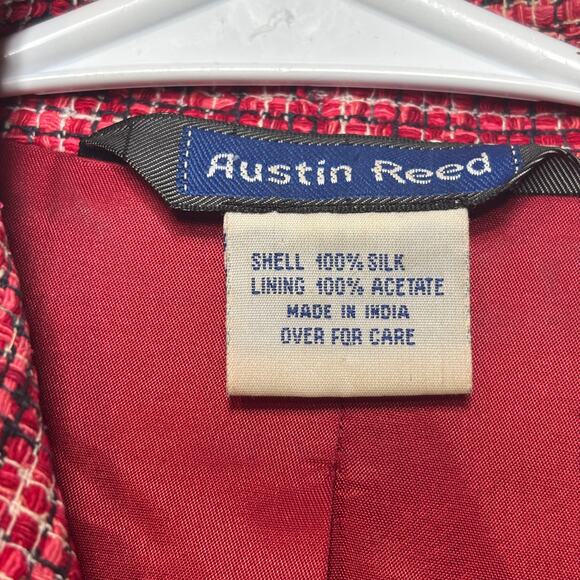 Austin Reed
SHELL 100% SILK
LINING 100% ACETATE
MADE IN INDIA
OVER FOR CARE